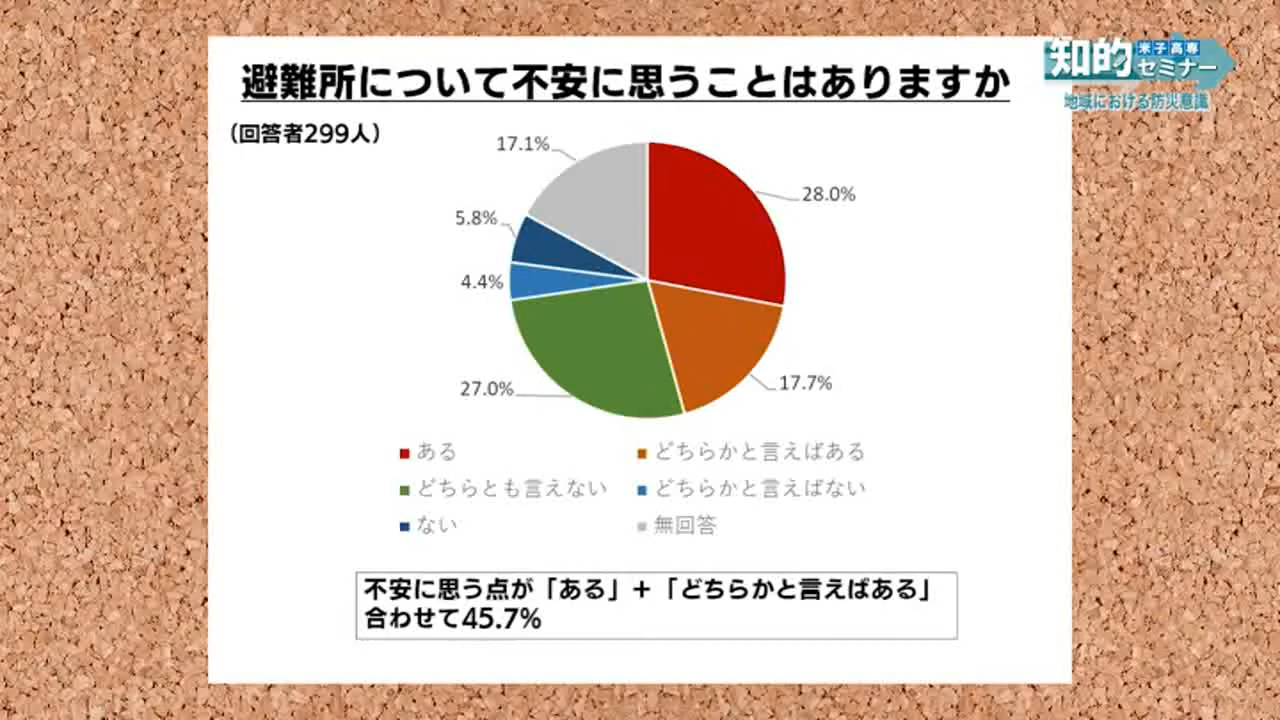 避難所について不安に思うことはありますか
知的
米子高専
セミナー
地域における防災意識
(回答者299人)
17.1%
28.0%
5.8%
4.4%
27.0%
17.7%
ある
どちらかと言えばある
どちらとも言えない
どちらかと言えばない
ない
無回答
不安に思う点が「ある」+「どちらかと言えばある」
合わせて45.7%